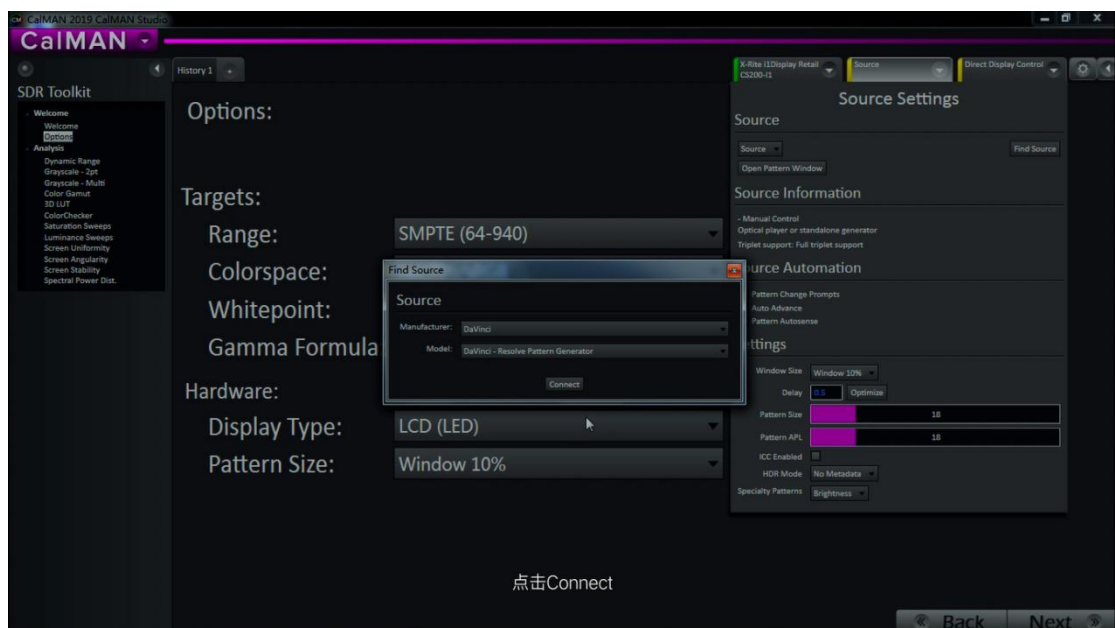 CalMAN 2019 CalMAN Studio
CalMAN
History 1
X-Rite I1Display Retail
CS200-I1
Source
Direct Display Control
SDR Toolkit
Welcome
Welcome
Options
Analysis
Dynamic Range
Grayscale - 2pt
Grayscale - Multi
Color Gamut
3D LUT
ColorChecker
Saturation Sweeps
Luminance Sweeps
Screen Uniformity
Screen Angularity
Screen Stability
Spectral Power Dist.
Options:
Targets:
Range: SMPTE (64-940)
Colorspace:
Whitepoint:
Gamma Formula
Hardware:
Display Type: LCD (LED)
Pattern Size: Window 10%
Find Source
Source
Manufacturer: DaVinci
Model: DaVinci - Resolve Pattern Generator
Connect
Source Settings
Source
Source Find Source
Open Pattern Window
Source Information
- Manual Control
Optical player or standalone generator
Triplet support: Full triplet support
urce Automation
Pattern Change Prompts
Auto Advance
Pattern Autosense
ttings
Window Size Window 10%
Delay 0.5 Optimize
Pattern Size 18
Pattern APL 18
ICC Enabled
HDR Mode No Metadata
Specialty Patterns Brightness
点击Connect
Back Next